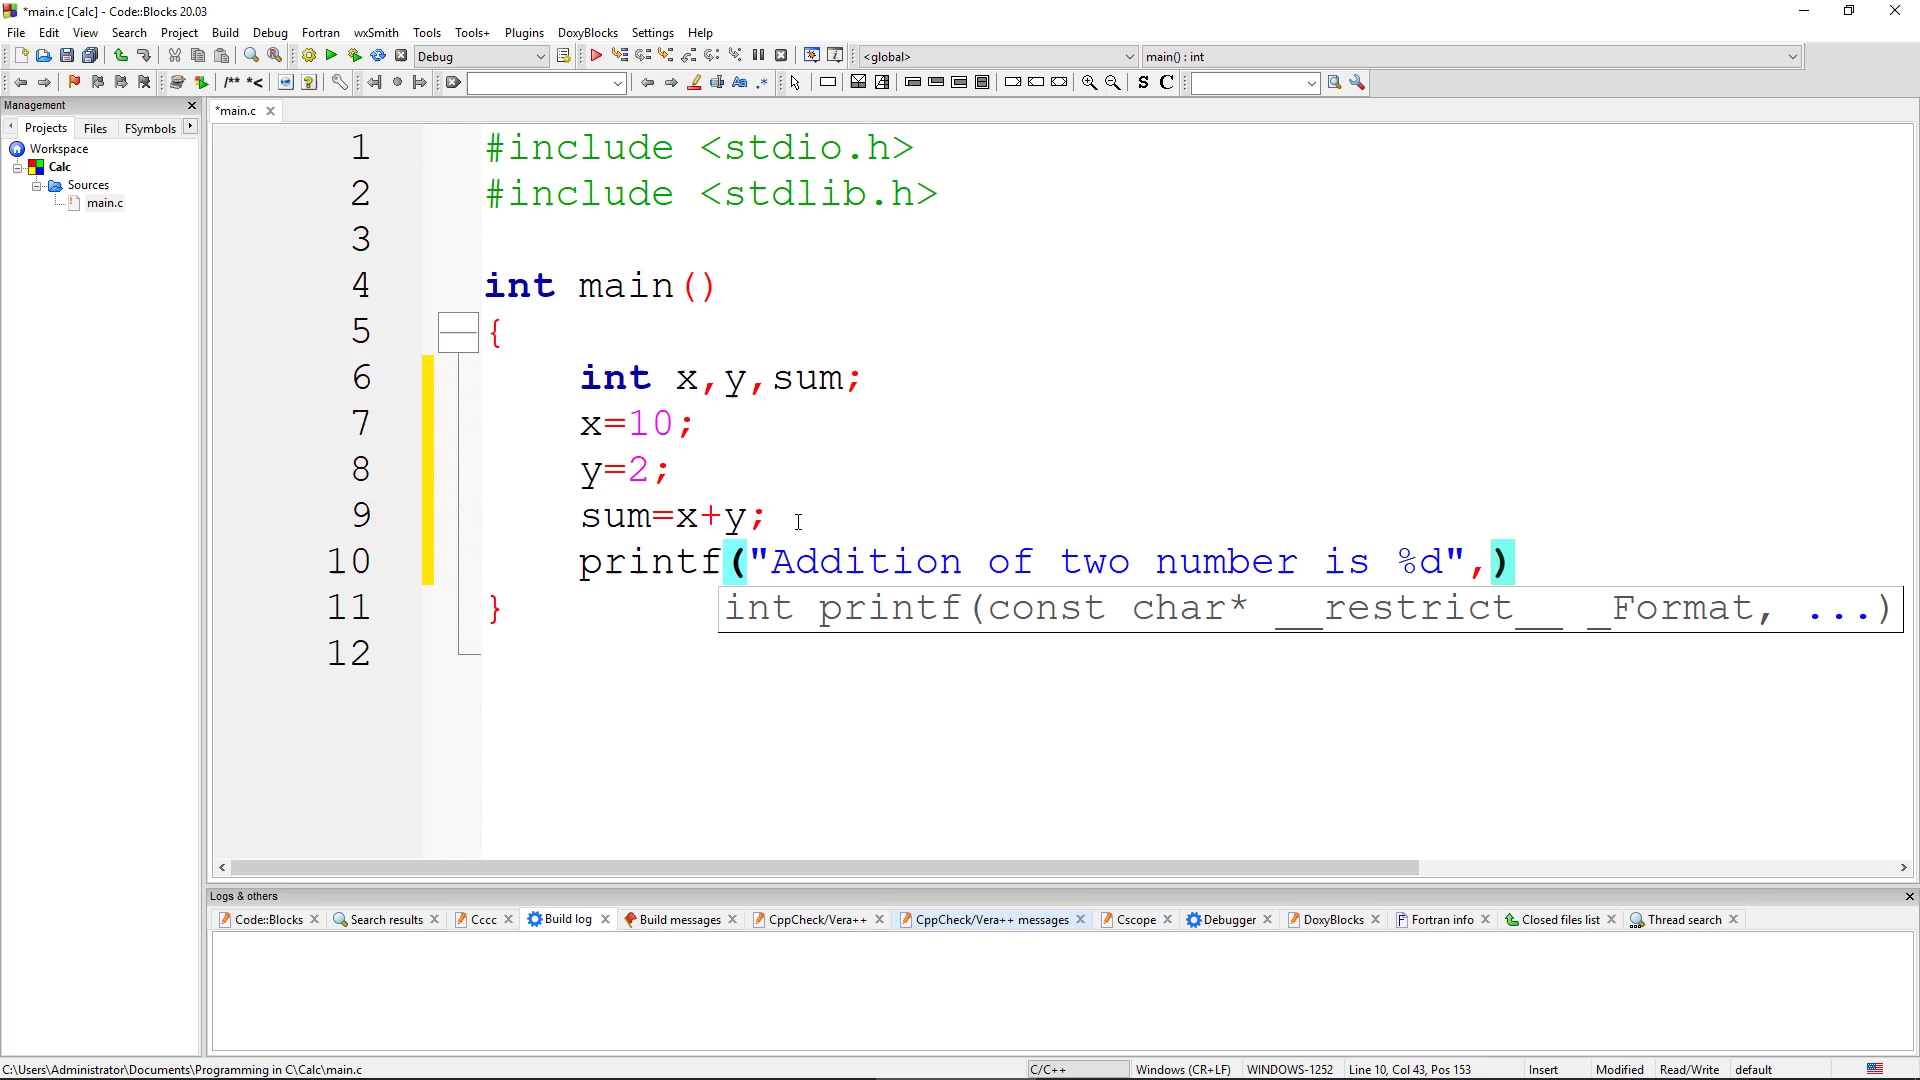 *main.c [Calc] - Code::Blocks 20.03
File Edit View Search Project Build Debug Fortran wxSmith Tools Tools+ Plugins DoxyBlocks Settings Help
Debug <global> main() : int
/** *< Aa .* S C
Management
Projects Files FSymbols
*main.c
Workspace
Calc
Sources
main.c
1 #include <stdio.h>
2 #include <stdlib.h>
3
4 int main()
5 {
6 int x,y,sum;
7 x=10;
8 y=2;
9 sum=x+y;
10 printf("Addition of two number is %d",)
11 }
int printf(const char* __restrict__ _Format, ...)
12
Logs & others
Code::Blocks Search results Cccc Build log Build messages CppCheck/Vera++ CppCheck/Vera++ messages Cscope Debugger DoxyBlocks Fortran info Closed files list Thread search
C:\Users\Administrator\Documents\Programming in C\Calc\main.c C/C++ Windows (CR+LF) WINDOWS-1252 Line 10, Col 43, Pos 153 Insert Modified Read/Write default